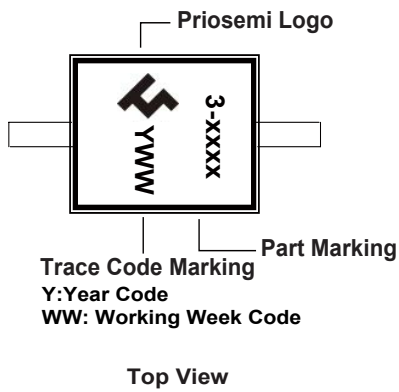 Priosemi Logo
3-xxxx
YWW
Part Marking
Trace Code Marking
Y:Year Code
WW: Working Week Code
Top View